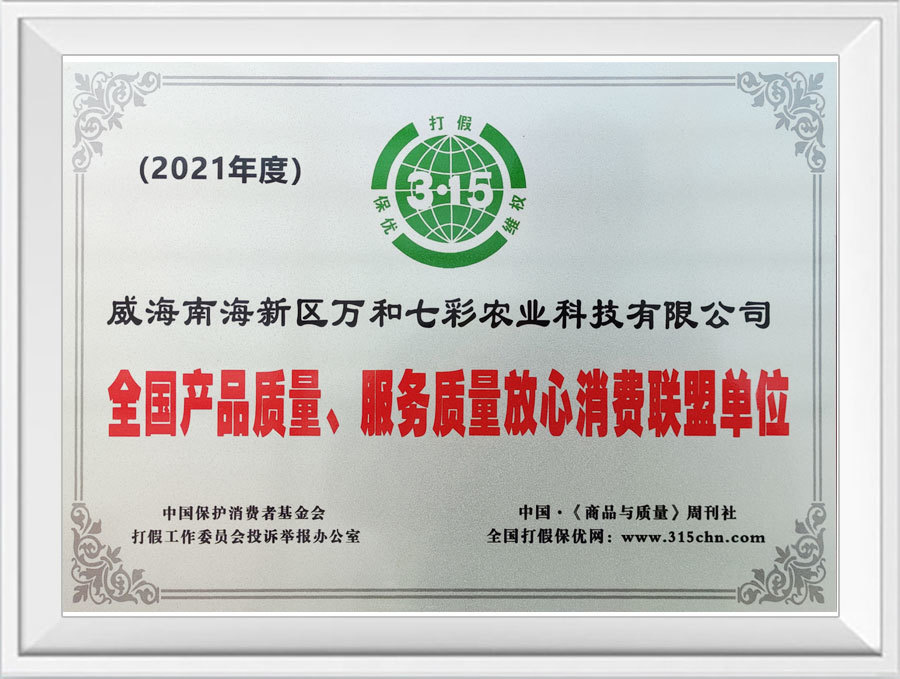 打假
保优
维权
3·15
(2021年度)
威海南海新区万和七彩农业科技有限公司
全国产品质量、服务质量放心消费联盟单位
中国保护消费者基金会
打假工作委员会投诉举报办公室
中国·《商品与质量》周刊社
全国打假保优网：www.315chn.com